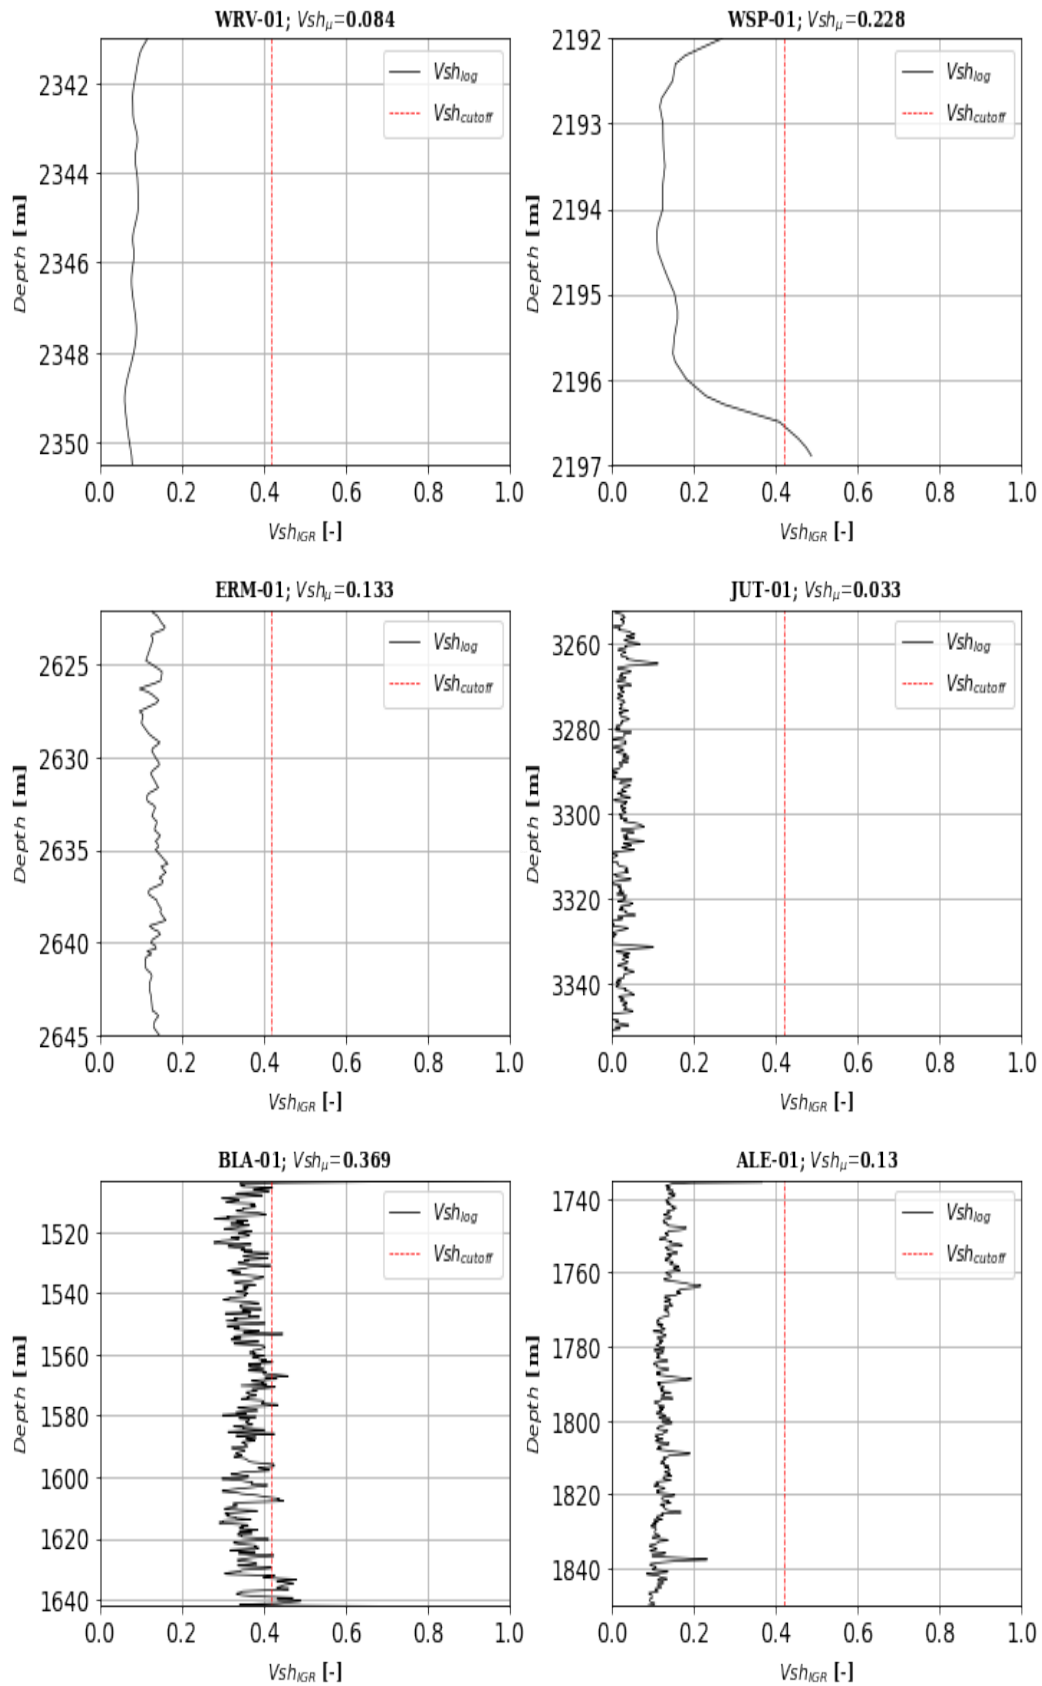 WRV-01; Vshμ=0.084
Vshlog
Vshcutoff
Depth [m]
2342
2344
2346
2348
2350
0.0 0.2 0.4 0.6 0.8 1.0
VshIGR [-]
WSP-01; Vshμ=0.228
Vshlog
Vshcutoff
Depth [m]
2192
2193
2194
2195
2196
2197
0.0 0.2 0.4 0.6 0.8 1.0
VshIGR [-]
ERM-01; Vshμ=0.133
Vshlog
Vshcutoff
Depth [m]
2625
2630
2635
2640
2645
0.0 0.2 0.4 0.6 0.8 1.0
VshIGR [-]
JUT-01; Vshμ=0.033
Vshlog
Vshcutoff
Depth [m]
3260
3280
3300
3320
3340
0.0 0.2 0.4 0.6 0.8 1.0
VshIGR [-]
BLA-01; Vshμ=0.369
Vshlog
Vshcutoff
Depth [m]
1520
1540
1560
1580
1600
1620
1640
0.0 0.2 0.4 0.6 0.8 1.0
VshIGR [-]
ALE-01; Vshμ=0.13
Vshlog
Vshcutoff
Depth [m]
1740
1760
1780
1800
1820
1840
0.0 0.2 0.4 0.6 0.8 1.0
VshIGR [-]